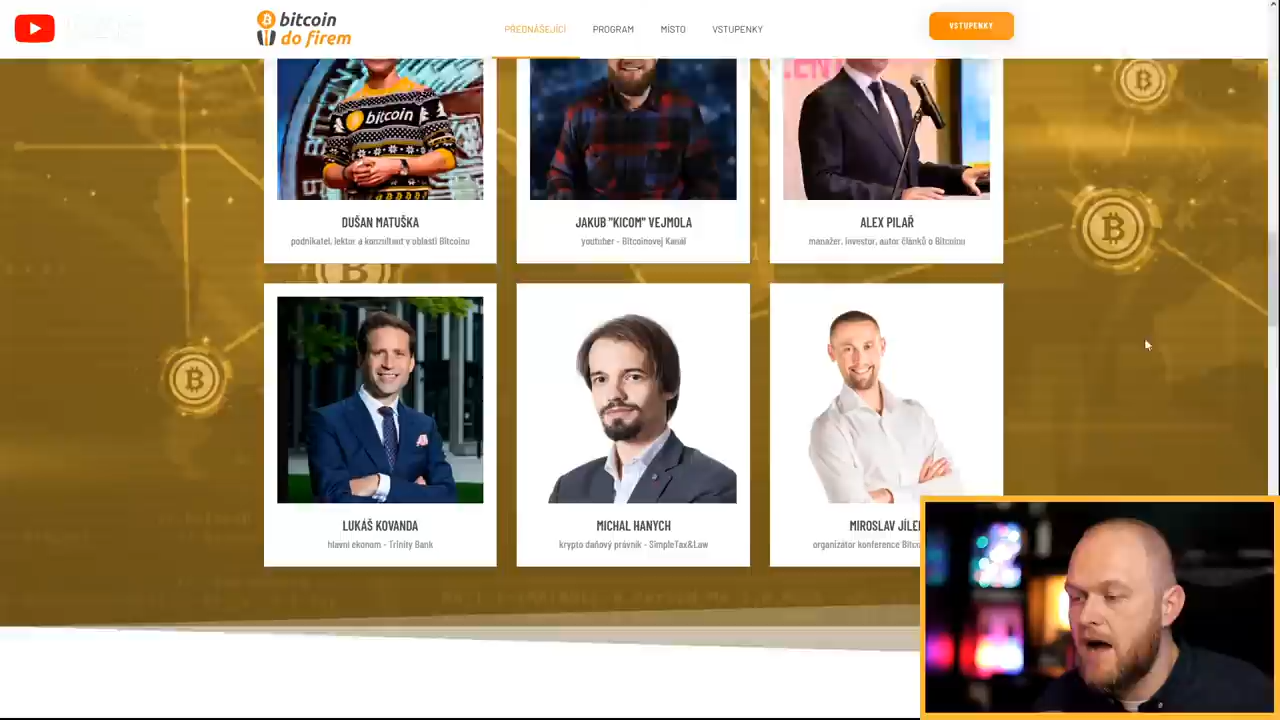 bitcoin
do firem
PŘEDNÁŠEJÍCÍ
PROGRAM
MÍSTO
VSTUPENKY
VSTUPENKY
bitcoin
DUŠAN MATUŠKA
podnikatel, lektor a konzultant v oblasti Bitcoinu
JAKUB "KICOM" VEJMOLA
youtuber - Bitcoinovej Kanál
ALEX PILAŘ
manažer, investor, autor článků o Bitcoinu
LUKÁŠ KOVANDA
hlavní ekonom - Trinity Bank
MICHAL HANYCH
krypto daňový právník - SimpleTax&Law
MIROSLAV
organizátor konference